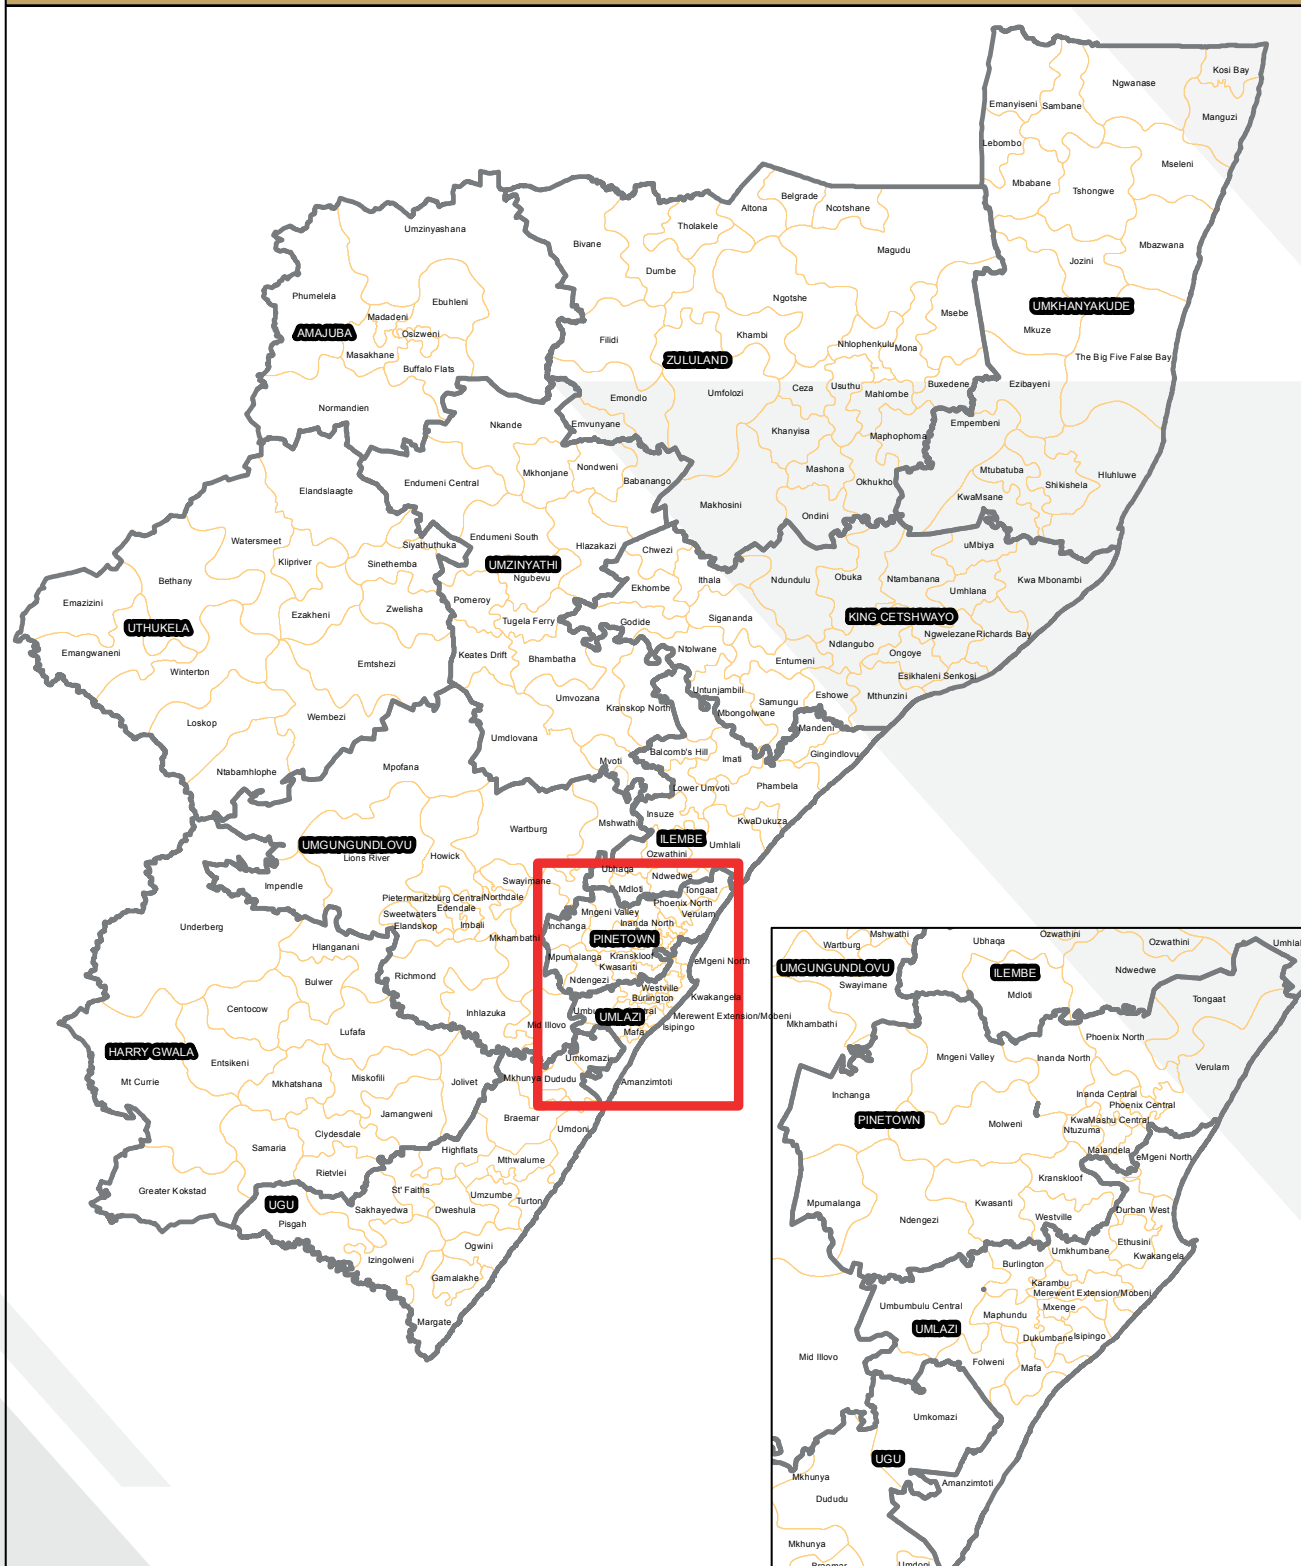 Kosi Bay
Ngwanase
Emanyiseni
Sambane
Manguzi
Lebombo
Mseleni
Mbabane
Tshongwe
Belgrade
Altona
Ncotshane
Tholakele
Umzinyashana
Bivane
Mbazwana
Magudu
Jozini
Dumbe
Phumelela
Ebuhleni
Ngotshe
UMKHANYAKUDE
Msebe
Madadeni
AMAJUBA
Osizweni
Khambi
Mkuze
Filidi
Nhlophenkulu
Mona
Masakhane
ZULULAND
The Big Five False Bay
Buffalo Flats
Ceza
Usuthu
Buxedene
Ezibayeni
Umfolozi
Mahlombe
Emondlo
Normandien
Nkande
Emvunyane
Empembeni
Khanyisa
Maphophoma
Mkhonjane
Nondweni
Mashona
Mtubatuba
Hluhluwe
Endumeni Central
Babanango
Okhukho
Shikishela
Elandslaagte
KwaMsane
Makhosini
Ondini
Watersmeet
Endumeni South
Siyathuthuka
Hlazakazi
Chwezi
uMbiya
Klipriver
Sinethemba
UMZINYATHI
Ngubevu
Bethany
Ithala
Ndundulu
Obuka
Ntambanana
Kwa Mbonambi
Ekhombe
Umhlana
Emazizini
Pomeroy
Ezakheni
Zwelisha
Sigananda
KING CETSHWAYO
UTHUKELA
Tugela Ferry
Godide
Ngwelezane
Richards Bay
Emangwaneni
Keates Drift
Bhambatha
Ntolwane
Ndlangubo
Ongoye
Emtshezi
Entumeni
Winterton
Esikhaleni Senkosi
Untunjambili
Umvozana
Eshowe
Mthunzini
Samungu
Kranskop North
Mbongolwane
Wembezi
Loskop
Mandeni
Umdlovana
Balcomb's Hill
Gingindlovu
Imati
Mvoti
Mpofana
Ntabamhlophe
Lower Umvoti
Phambela
Insuze
Mshwathi
KwaDukuza
Wartburg
ILEMBE
UMGUNGUNDLOVU
Umhlali
Lions River
Howick
Ozwathini
Ubhaqa
Ndwedwe
Swayimane
Impendle
Mdloti
Tongaat
Pietermaritzburg Central
Northdale
Phoenix North
Edendale
Sweetwaters
Mngeni Valley
Verulam
Underberg
Elandskop
Imbali
Inchanga
Inanda North
Mkhambathi
PINETOWN
Hlanganani
Mpumalanga
Kranskloof
eMgeni North
Kwasanti
Richmond
Ndengezi
Bulwer
Westville
Burlington
Kwakangela
Centocow
Inhlazuka
UMLAZI
Merewent Extension/Mobeni
Mid Illovo
Isipingo
Lufafa
Mafa
HARRY GWALA
Umkomazi
Entsikeni
Mt Currie
Mkhatshana
Miskofili
Jolivet
Mkhunya
Dududu
Amanzimtoti
Jamangweni
Braemar
Umdoni
Clydesdale
Samaria
Highflats
Mthwalume
Rietvlei
Greater Kokstad
St' Faiths
Umzumbe
Turton
UGU
Sakhayedwa
Dweshula
Pisgah
Ogwini
Izingolweni
Gamalakhe
Margate
Mshwathi
Ozwathini
Wartburg
Ubhaqa
Ozwathini
UMGUNGUNDLOVU
ILEMBE
Ndwedwe
Swayimane
Mdloti
Tongaat
Mkhambathi
Phoenix North
Mngeni Valley
Inanda North
Verulam
Inchanga
Inanda Central
Phoenix Central
PINETOWN
Molweni
KwaMashu Central
Ntuzuma
Malandela
eMgeni North
Kranskloof
Mpumalanga
Kwasanti
Durban West
Ndengezi
Westville
Ethusini
Umkhumbane
Kwakangela
Burlington
Karambu
Merewent Extension/Mobeni
Umbumbulu Central
Mxenge
Maphundu
UMLAZI
Dukumbane
Isipingo
Mid Illovo
Folweni
Mafa
Umkomazi
UGU
Mkhunya
Amanzimtoti
Dududu
Mkhunya
Braemar
Umdoni